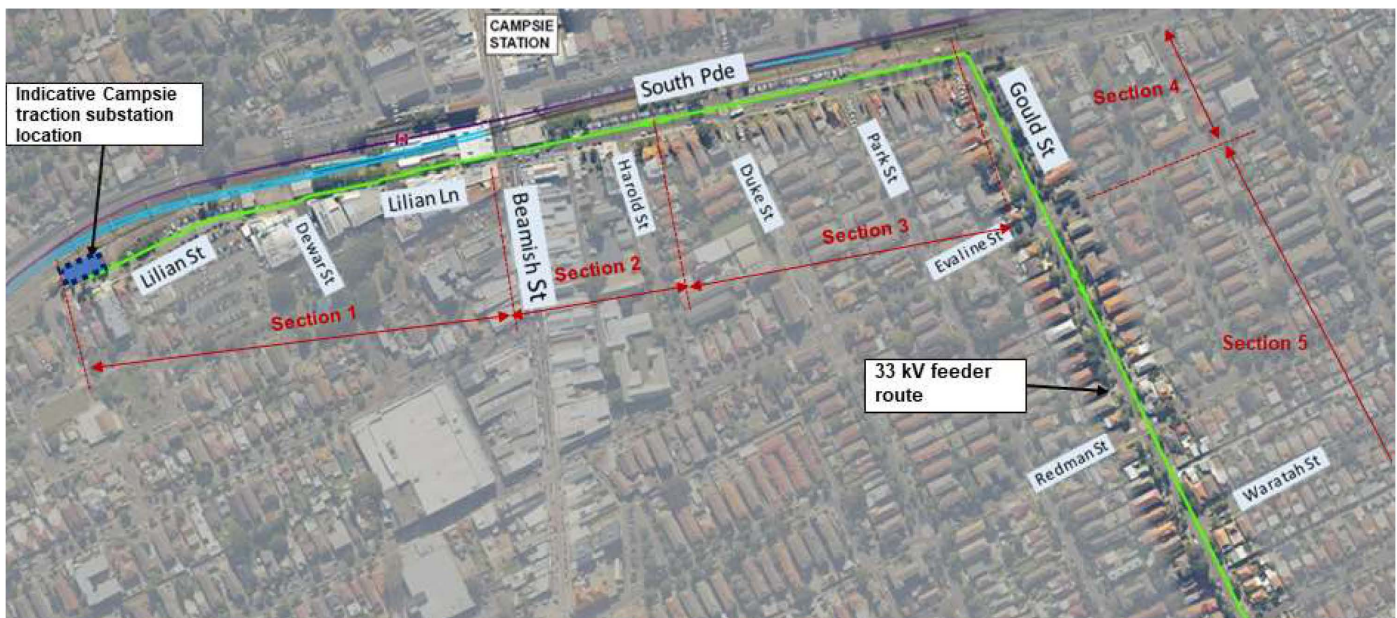 CAMPSIE
STATION
Indicative Campsie
traction substation
location
South Pde
Gould St
Section 4
Park St
Duke St
Harold St
Lilian Ln
Beamish St
Dewar St
Lilian St
Section 1
Section 2
Section 3
Evaline St
Section 5
33 kV feeder
route
Redman St
Waratah St